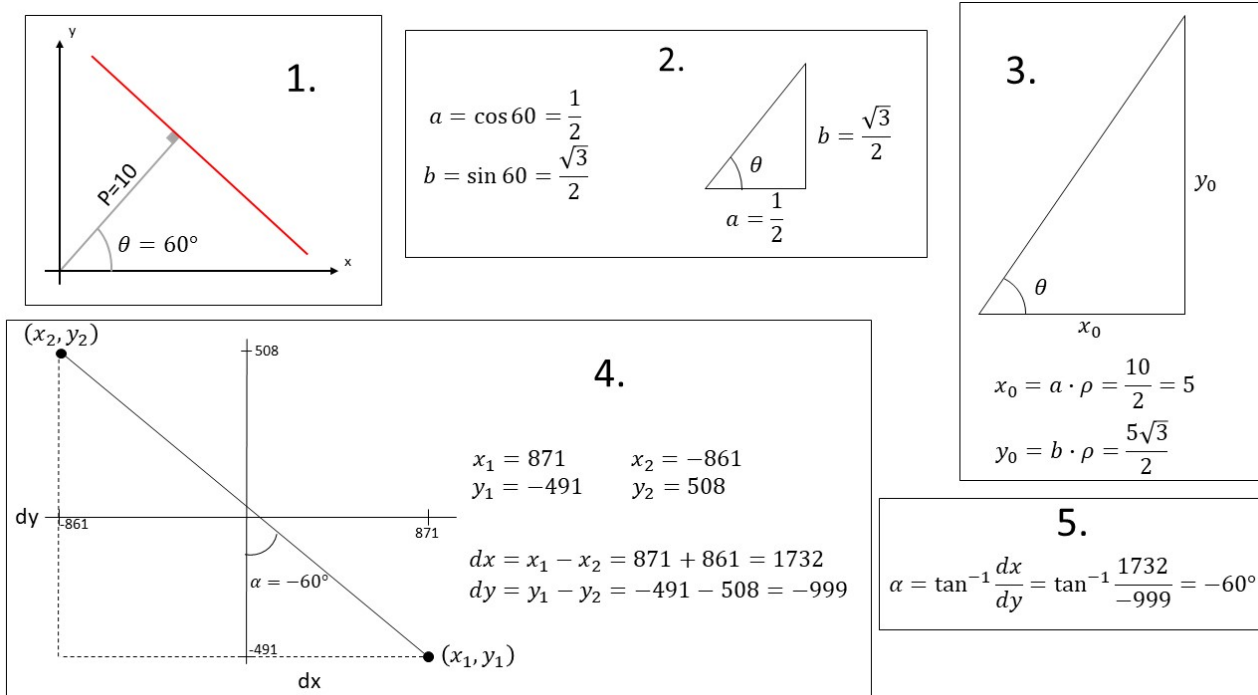 1.
y
P=10
θ = 60°
x
2.
a = cos 60 = 1/2
b = sin 60 = √3/2
θ
b = √3/2
a = 1/2
3.
θ
y₀
x₀
x₀ = a · ρ = 10/2 = 5
y₀ = b · ρ = 5√3/2
4.
(x₂, y₂)
508
x₁ = 871 x₂ = −861
y₁ = −491 y₂ = 508
dy
-861
871
α = −60°
dx = x₁ − x₂ = 871 + 861 = 1732
dy = y₁ − y₂ = −491 − 508 = −999
-491
(x₁, y₁)
dx
5.
α = tan⁻¹ dx/dy = tan⁻¹ 1732/−999 = −60°